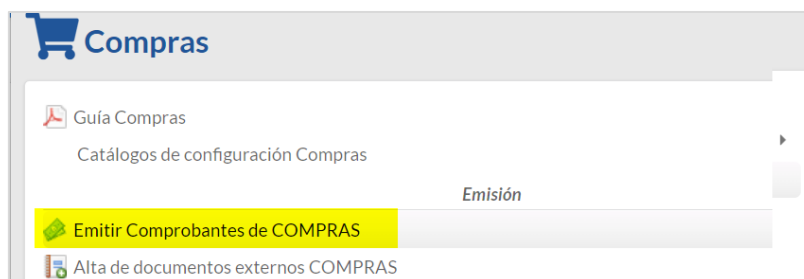 Compras
Guía Compras
Catálogos de configuración Compras
Emisión
Emitir Comprobantes de COMPRAS
Alta de documentos externos COMPRAS